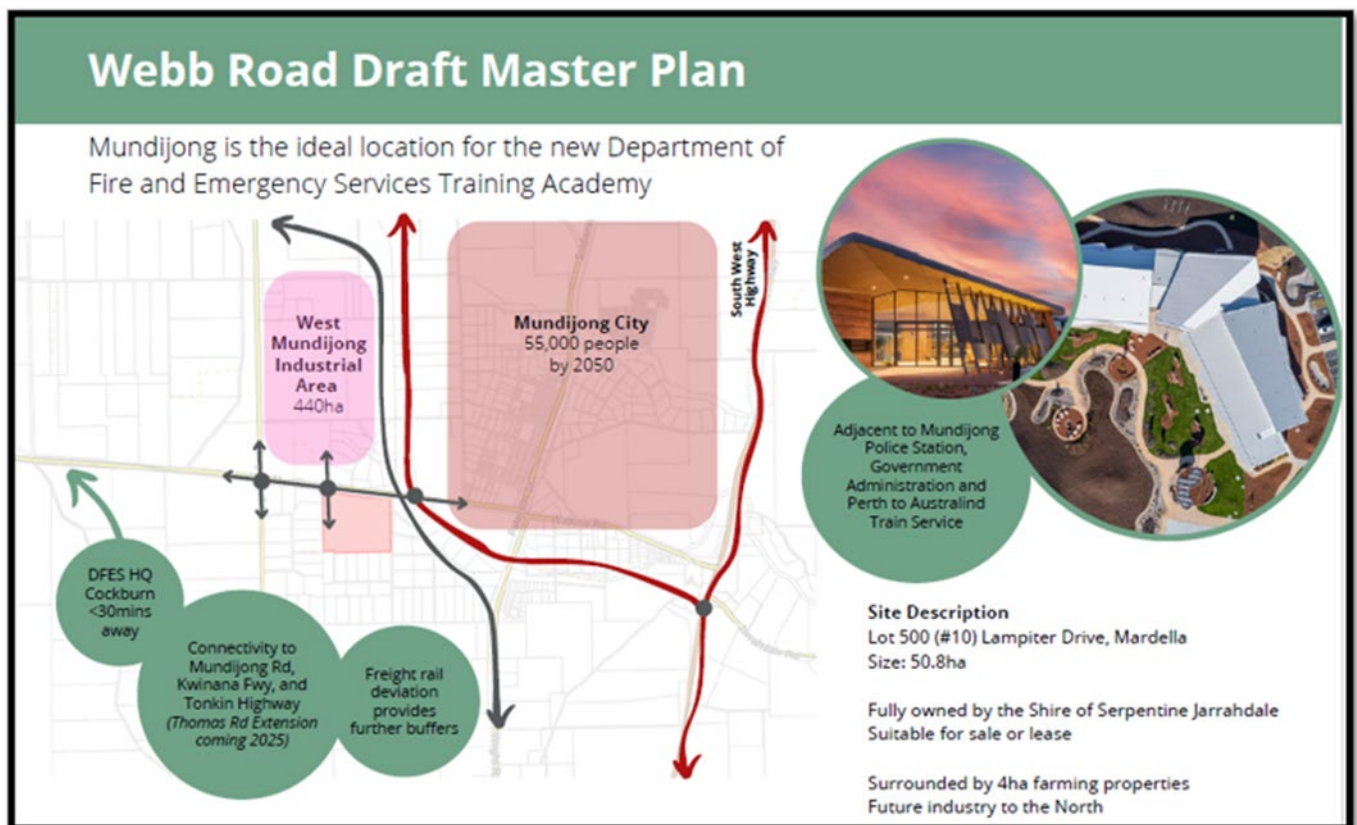 Webb Road Draft Master Plan
Mundijong is the ideal location for the new Department of
Fire and Emergency Services Training Academy
West
Mundijong
Industrial
Area
440ha
Mundijong City
55,000 people
by 2050
South West
Highway
Adjacent to Mundijong
Police Station,
Government
Administration and
Perth to Australind
Train Service
DFES HQ
Cockburn
<30mins
away
Connectivity to
Mundijong Rd,
Kwinana Fwy, and
Tonkin Highway
(Thomas Rd Extension
coming 2025)
Freight rail
deviation
provides
further buffers
Site Description
Lot 500 (#10) Lampiter Drive, Mardella
Size: 50.8ha
Fully owned by the Shire of Serpentine Jarrahdale
Suitable for sale or lease
Surrounded by 4ha farming properties
Future industry to the North